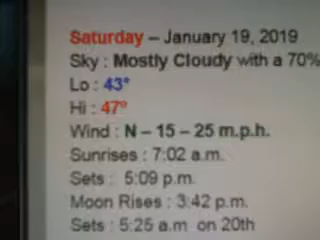 Saturday – January 19, 2019
Sky : Mostly Cloudy with a 70%
Lo : 43°
Hi : 47°
Wind : N – 15 – 25 m.p.h.
Sunrises : 7:02 a.m.
Sets : 5:09 p.m.
Moon Rises : 3:42 p.m.
Sets : 5:25 a.m on 20th